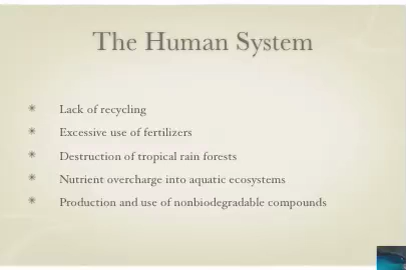 The Human System
* Lack of recycling
* Excessive use of fertilizers
* Destruction of tropical rain forests
* Nutrient overcharge into aquatic ecosystems
* Production and use of nonbiodegradable compounds